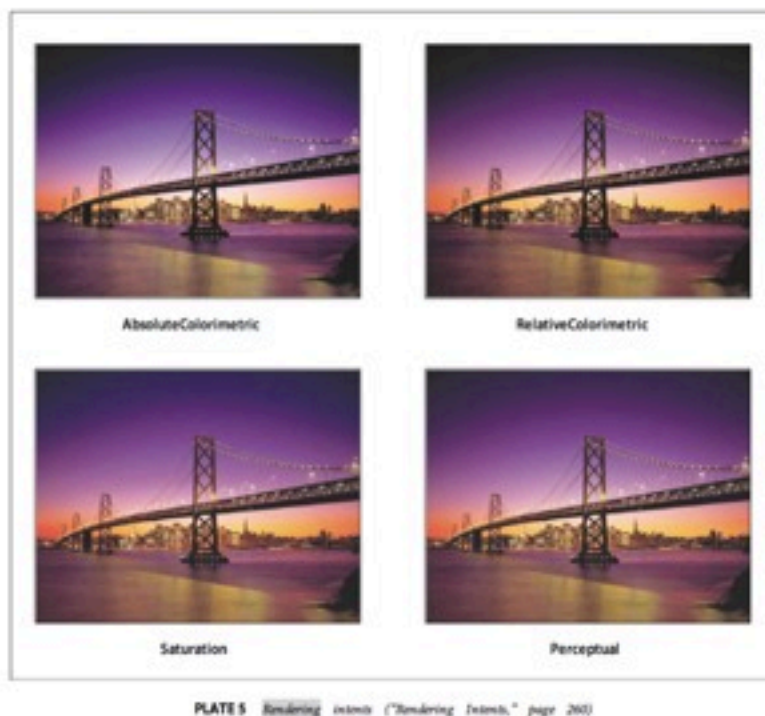 AbsoluteColorimetric
RelativeColorimetric
Saturation
Perceptual
PLATE 5 Rendering intents ("Rendering Intents," page 260)